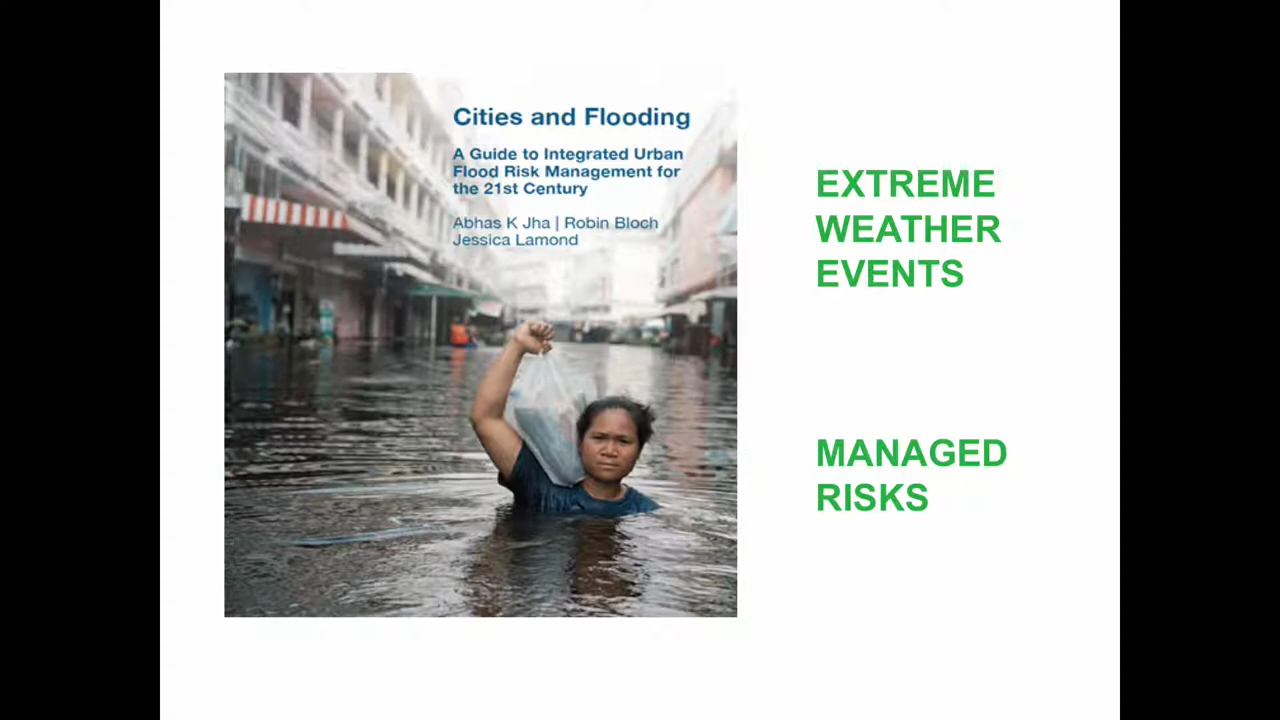 Cities and Flooding
A Guide to Integrated Urban
Flood Risk Management for
the 21st Century
Abhas K Jha | Robin Bloch
Jessica Lamond
EXTREME
WEATHER
EVENTS
MANAGED
RISKS